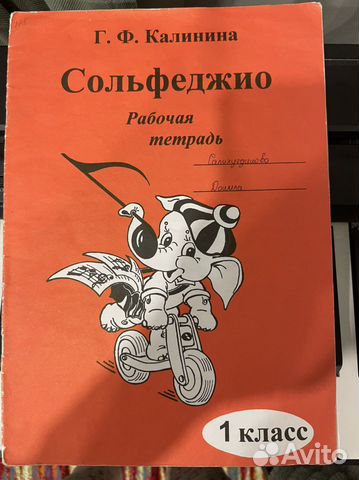 Г. Ф. Калинина
Сольфеджио
Рабочая
тетрадь
1 класс
Avito